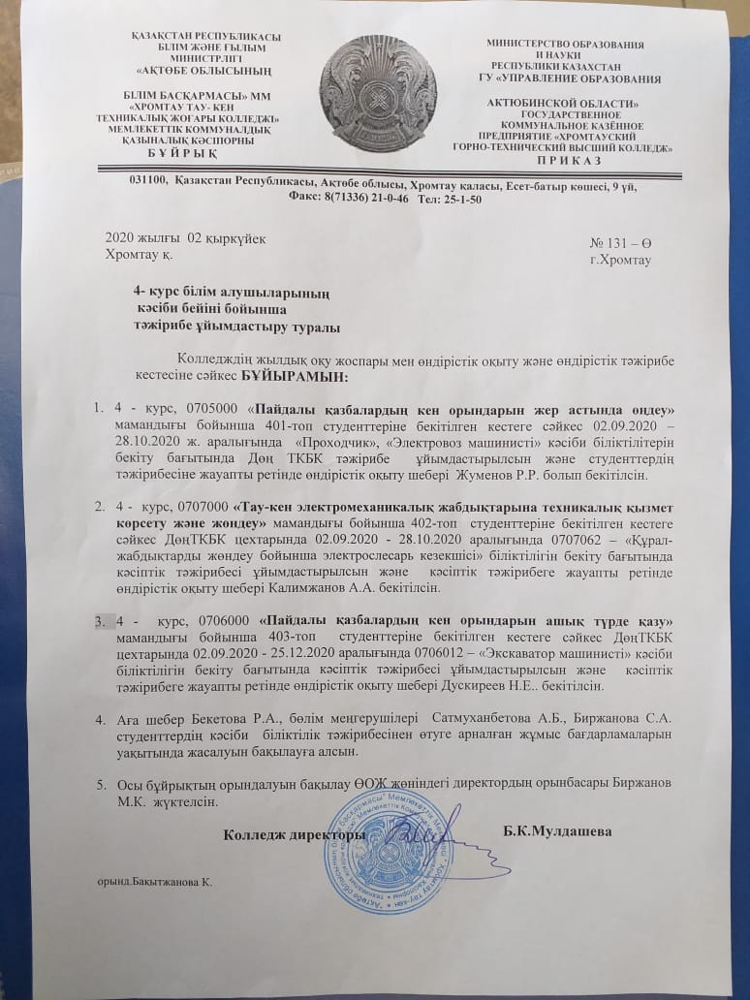 ҚАЗАҚСТАН РЕСПУБЛИКАСЫ
БІЛІМ ЖӘНЕ ҒЫЛЫМ
МИНИСТРЛІГІ
«АҚТӨБЕ ОБЛЫСЫНЫҢ
БІЛІМ БАСҚАРМАСЫ» ММ
«ХРОМТАУ ТАУ- КЕН
ТЕХНИКАЛЫҚ ЖОҒАРЫ КОЛЛЕДЖІ»
МЕМЛЕКЕТТІК КОММУНАЛДЫҚ
ҚАЗЫНАЛЫҚ КӘСІПОРНЫ
Б Ұ Й Р Ы Қ
МИНИСТЕРСТВО ОБРАЗОВАНИЯ
И НАУКИ
РЕСПУБЛИКИ КАЗАХСТАН
ГУ «УПРАВЛЕНИЕ ОБРАЗОВАНИЯ
АКТЮБИНСКОЙ ОБЛАСТИ»
ГОСУДАРСТВЕННОЕ
КОММУНАЛЬНОЕ КАЗЁННОЕ
ПРЕДПРИЯТИЕ «ХРОМТАУСКИЙ
ГОРНО-ТЕХНИЧЕСКИЙ ВЫСШИЙ КОЛЛЕДЖ»
П Р И К А З
031100, Қазақстан Республикасы, Ақтөбе облысы, Хромтау қаласы, Есет-батыр көшесі, 9 үй,
Факс: 8(71336) 21-0-46 Тел: 25-1-50
2020 жылғы 02 қыркүйек
Хромтау қ.
№ 131 – Ө
г.Хромтау
4- курс білім алушыларының
кәсіби бейіні бойынша
тәжірибе ұйымдастыру туралы
Колледждің жылдық оқу жоспары мен өндірістік оқыту және өндірістік тәжірибе
кестесіне сәйкес БҰЙЫРАМЫН:
1. 4 - курс, 0705000 «Пайдалы қазбалардың кен орындарын жер астында өңдеу»
мамандығы бойынша 401-топ студенттеріне бекітілген кестеге сәйкес 02.09.2020 –
28.10.2020 ж. аралығында «Проходчик», «Электровоз машинисті» кәсіби біліктілітерін
бекіту бағытында Дөң ТКБК тәжірибе ұйымдастырылсын және студенттердің
тәжірибесіне жауапты ретінде өндірістік оқыту шебері Жуменов Р.Р. болып бекітілсін.
2. 4 - курс, 0707000 «Тау-кен электромеханикалық жабдықтарына техникалық қызмет
көрсету және жөндеу» мамандығы бойынша 402-топ студенттеріне бекітілген кестеге
сәйкес ДөңТКБК цехтарында 02.09.2020 - 28.10.2020 аралығында 0707062 – «Құрал-
жабдықтарды жөндеу бойынша электрослесарь кезекшісі» біліктілігін бекіту бағытында
кәсіптік тәжірибесі ұйымдастырылсын және кәсіптік тәжірибеге жауапты ретінде
өндірістік оқыту шебері Калимжанов А.А. бекітілсін.
3. 4 - курс, 0706000 «Пайдалы қазбалардың кен орындарын ашық түрде қазу»
мамандығы бойынша 403-топ студенттеріне бекітілген кестеге сәйкес ДөңТКБК
цехтарында 02.09.2020 - 25.12.2020 аралығында 0706012 – «Экскаватор машинисті» кәсіби
біліктілігін бекіту бағытында кәсіптік тәжірибесі ұйымдастырылсын және кәсіптік
тәжірибеге жауапты ретінде өндірістік оқыту шебері Дускиреев Н.Е.. бекітілсін.
4. Аға шебер Бекетова Р.А., бөлім меңгерушілері Сатмуханбетова А.Б., Биржанова С.А.
студенттердің кәсіби біліктілік тәжірибесінен өтуге арналған жұмыс бағдарламаларын
уақытында жасалуын бақылауға алсын.
5. Осы бұйрықтың орындалуын бақылау ӨОЖ жөніндегі директордың орынбасары Биржанов
М.К. жүктелсін.
Колледж директоры
Б.К.Мулдашева
орынд.Бақытжанова К.